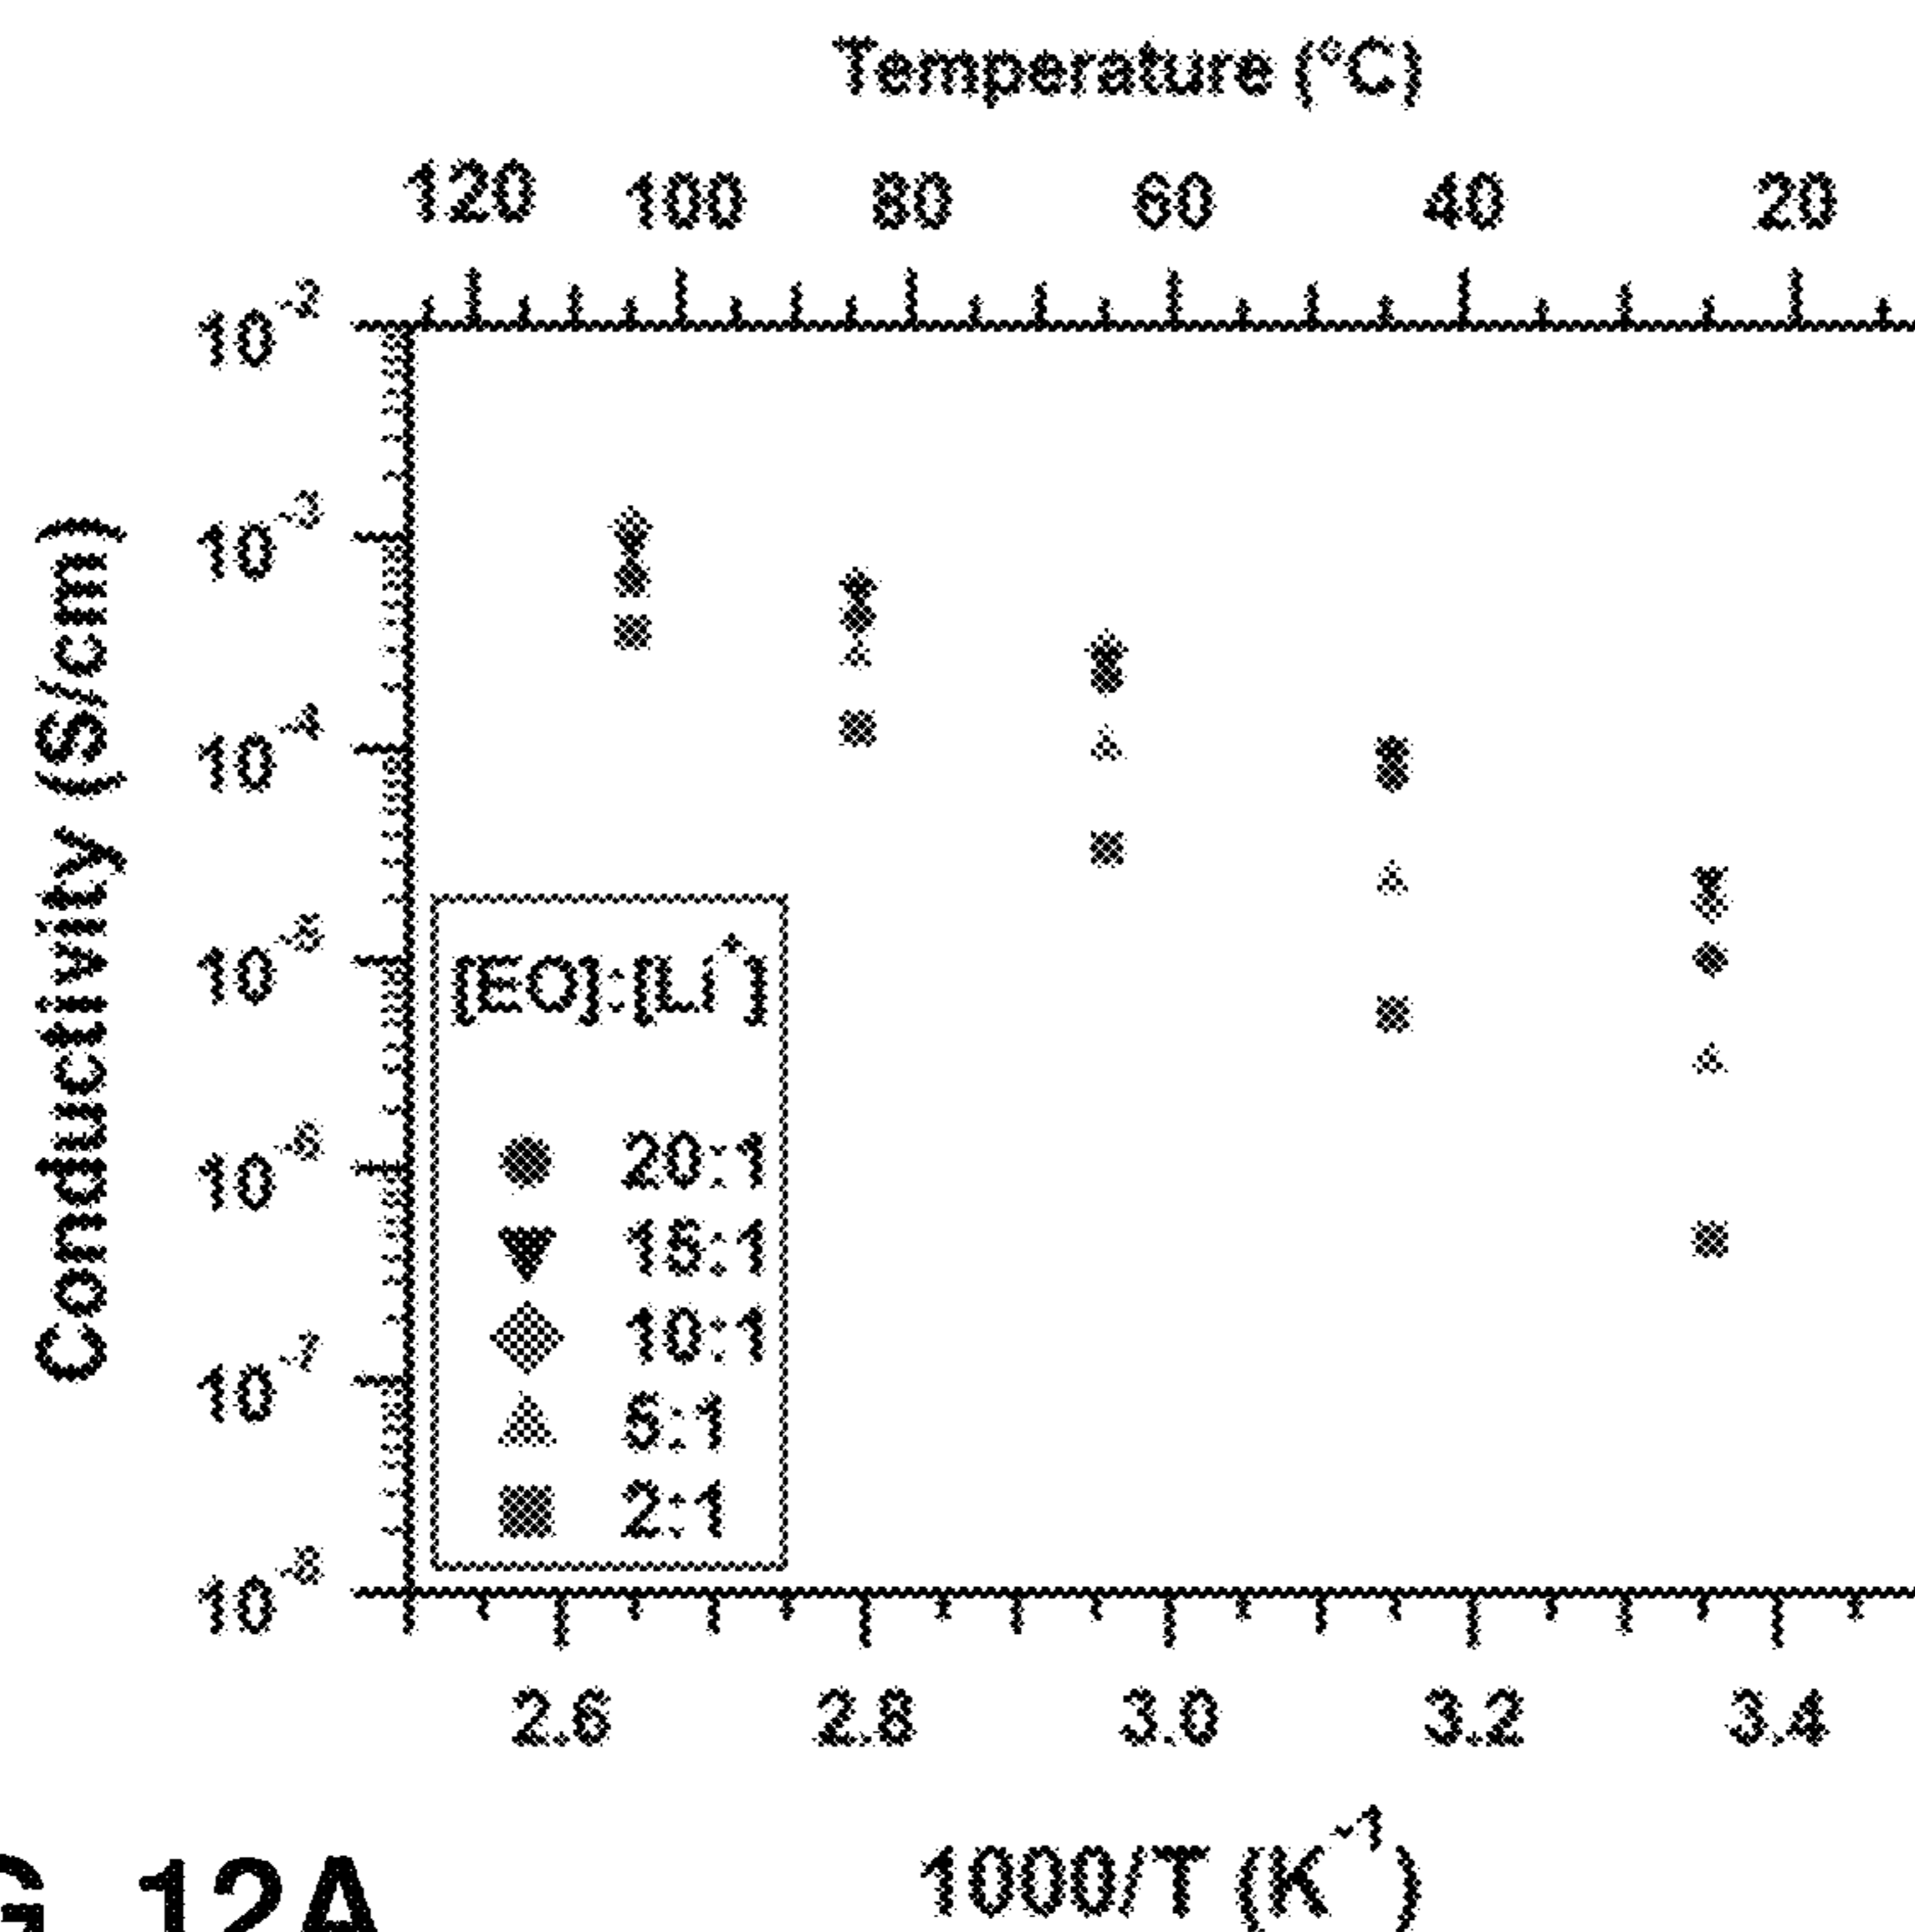 Temperature (°C)
120 100 80 60 40 20
10-2
10-3
10-4
10-5
10-6
10-7
10-8
Conductivity (S/cm)
[EO]:[Li+]
20:1
15:1
10:1
5:1
2:1
2.6 2.8 3.0 3.2 3.4
1000/T (K-1)
G 12A